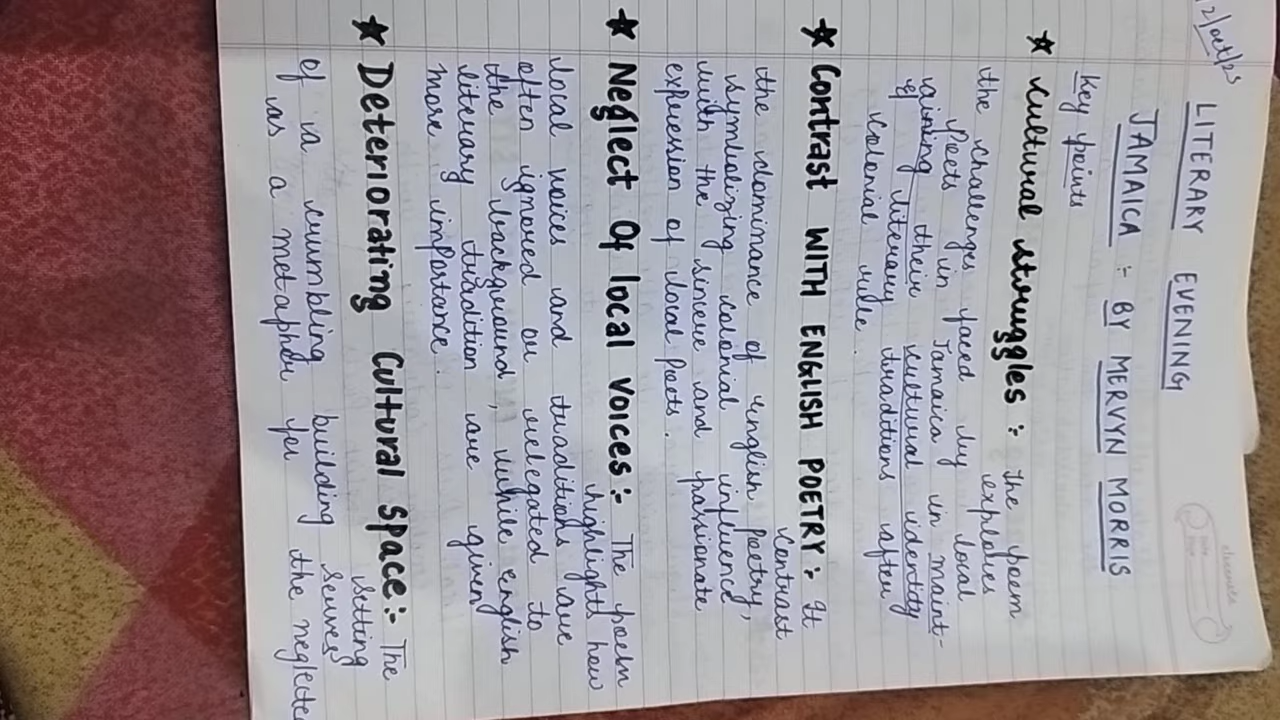 12/oct/25
LITERARY EVENING
JAMAICA :- BY MERVYN MORRIS
Key points
★ Cultural struggles :- The poem explores
the challenges faced by local
poets in Jamaica in maint-
aining their cultural identity
of literary traditions after
colonial rule.
★ Contrast WITH ENGLISH POETRY :- It contrast
the dominance of english poetry,
symbolizing colonial influence
with the sincere and passionate
expression of local poets.
★ Neglect Of local voices :- The poem highlights how
local voices and traditions are
often ignored or relegated to
the background, while english
literary tradition are given
more importance.
★ Deteriorating Cultural space :- The setting
of a crumbling building serves
as a metaphor for the neglecte